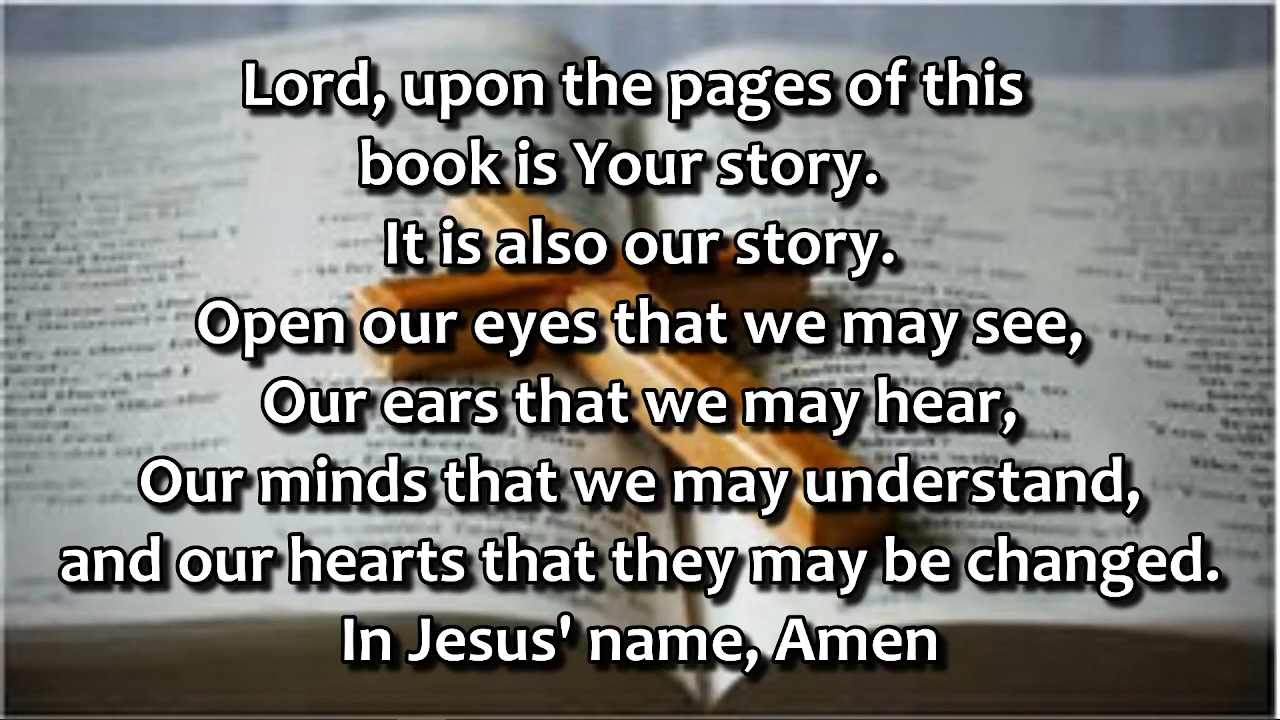 Lord, upon the pages of this
book is Your story.
It is also our story.
Open our eyes that we may see,
Our ears that we may hear,
Our minds that we may understand,
and our hearts that they may be changed.
In Jesus' name, Amen